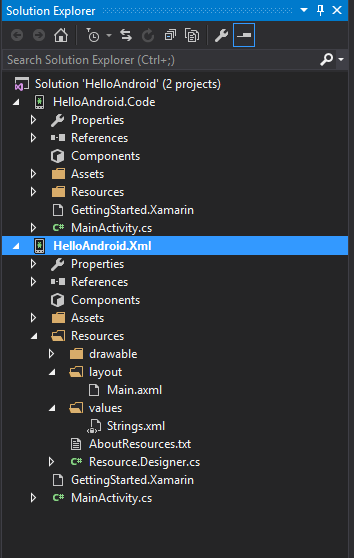 Solution Explorer
Search Solution Explorer (Ctrl+;)
Solution 'HelloAndroid' (2 projects)
HelloAndroid.Code
Properties
References
Components
Assets
Resources
GettingStarted.Xamarin
C# MainActivity.cs
HelloAndroid.Xml
Properties
References
Components
Assets
Resources
drawable
layout
Main.axml
values
Strings.xml
AboutResources.txt
C# Resource.Designer.cs
GettingStarted.Xamarin
C# MainActivity.cs